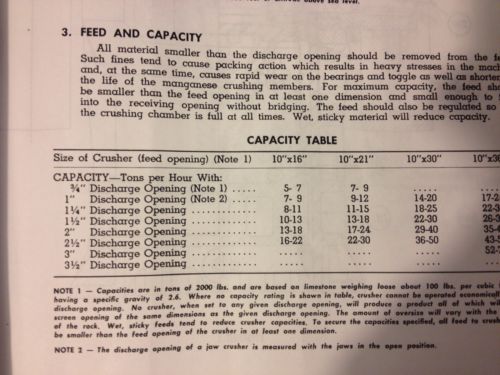 above sea level.
3. FEED AND CAPACITY
All material smaller than the discharge opening should be removed from the
Such fines tend to cause packing action which results in heavy stresses in the
and, at the same time, causes rapid wear on the bearings and toggle as well as
the life of the manganese crushing members. For maximum capacity, the feed
be smaller than the feed opening in at least one dimension and small enough to
into the receiving opening without bridging. The feed should also be regulated so
the crushing chamber is full at all times. Wet, sticky material will reduce capacity.
CAPACITY TABLE
Size of Crusher (feed opening) (Note 1) 10"x16" 10"x21" 10"x30"
CAPACITY—Tons per Hour With:
¾" Discharge Opening (Note 1) ..... 5- 7 7- 9 ..... .....
1" Discharge Opening (Note 2) ..... 7- 9 9-12 14-20
1¼" Discharge Opening ............ 8-11 11-15 18-25
1½" Discharge Opening ............ 10-13 13-18 22-30
2" Discharge Opening ............ 13-18 17-24 29-40
2½" Discharge Opening ............ 16-22 22-30 36-50
3" Discharge Opening ............ ..... ..... .....
3½" Discharge Opening ............ ..... ..... .....
NOTE 1 — Capacities are in tons of 2000 lbs. and are based on limestone weighing loose about 100 lbs. per cubic
having a specific gravity of 2.6. Where no capacity rating is shown in table, crusher cannot be operated
discharge opening. No crusher, when set to any given discharge opening, will produce a product all of which
screen opening of the same dimensions as the given discharge opening. The amount of oversize will vary with the
of the rock. Wet, sticky feeds tend to reduce crusher capacities. To secure the capacities specified, all feed to
be smaller than the feed opening of the crusher in at least one dimension.
NOTE 2 — The discharge opening of a jaw crusher is measured with the jaws in the open position.